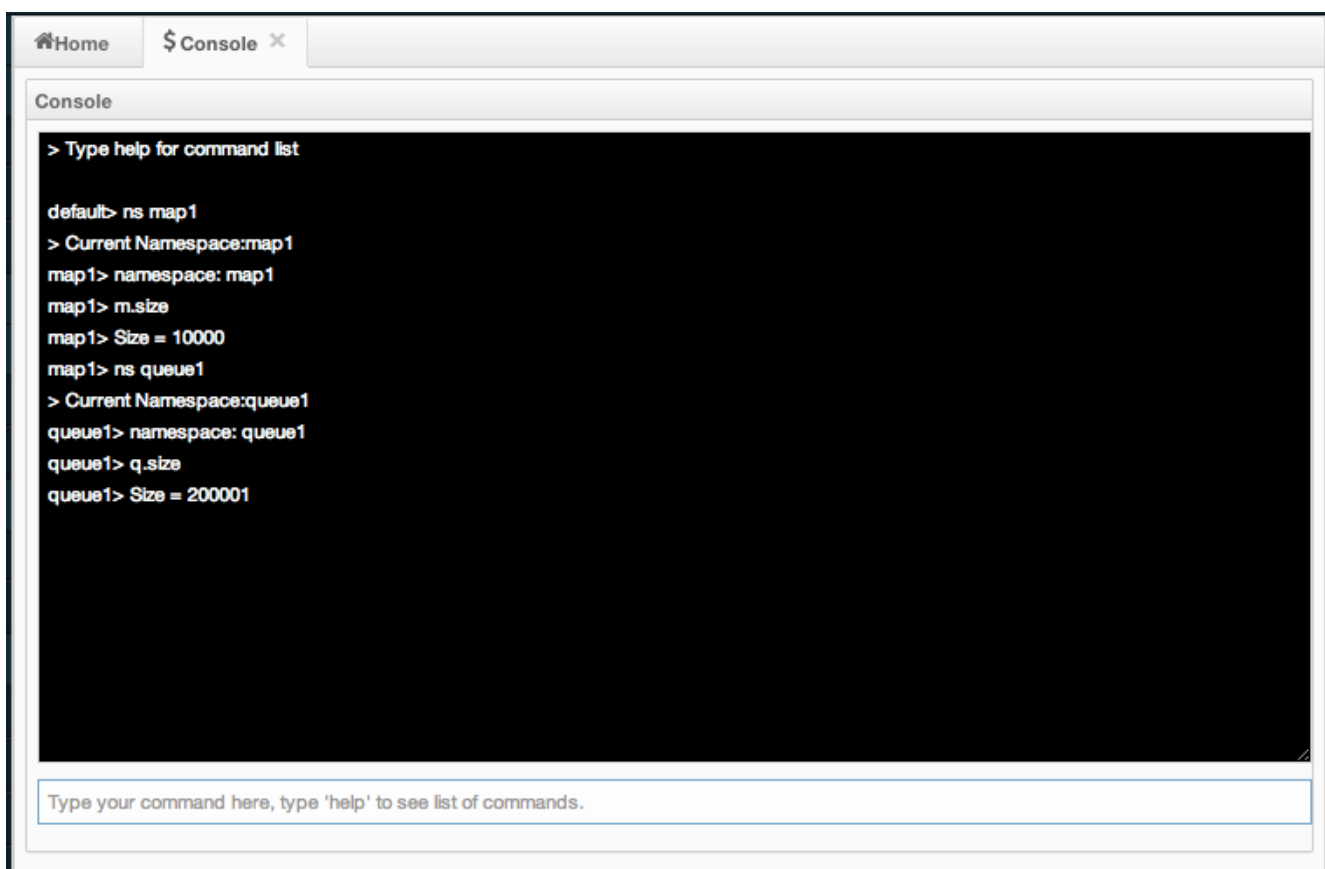 Home
$ Console ×
Console
> Type help for command list
default> ns map1
> Current Namespace:map1
map1> namespace: map1
map1> m.size
map1> Size = 10000
map1> ns queue1
> Current Namespace:queue1
queue1> namespace: queue1
queue1> q.size
queue1> Size = 200001
Type your command here, type 'help' to see list of commands.